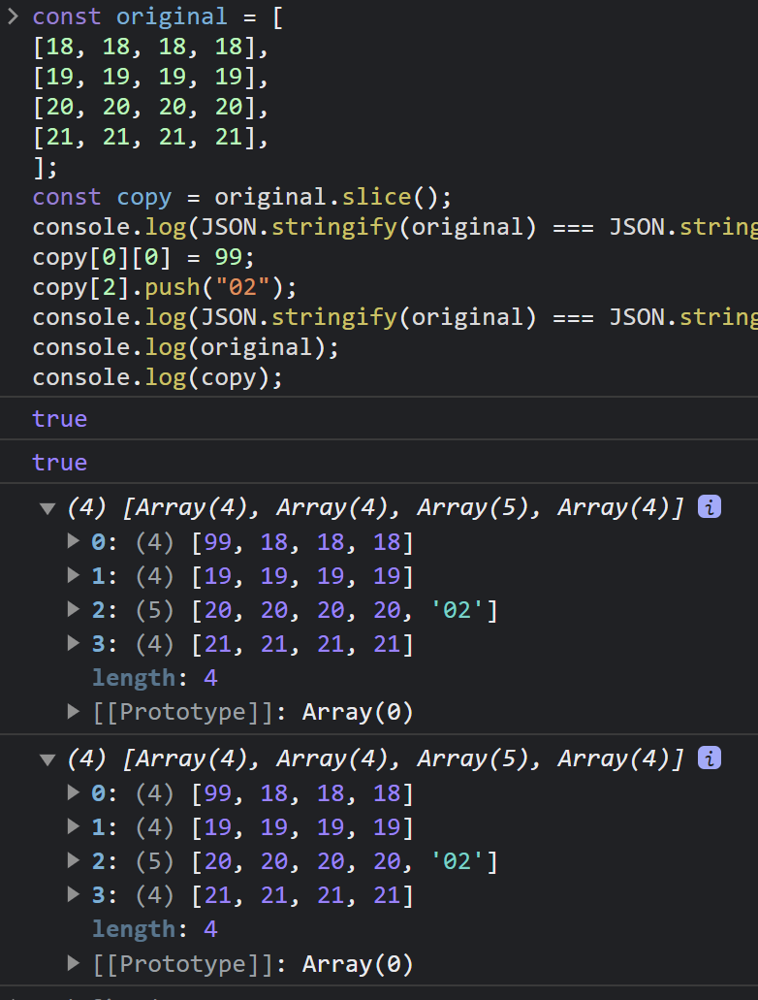 > const original = [
[18, 18, 18, 18],
[19, 19, 19, 19],
[20, 20, 20, 20],
[21, 21, 21, 21],
];
const copy = original.slice();
console.log(JSON.stringify(original) === JSON.string
copy[0][0] = 99;
copy[2].push("02");
console.log(JSON.stringify(original) === JSON.string
console.log(original);
console.log(copy);
true
true
▼ (4) [Array(4), Array(4), Array(5), Array(4)] i
▶ 0: (4) [99, 18, 18, 18]
▶ 1: (4) [19, 19, 19, 19]
▶ 2: (5) [20, 20, 20, 20, '02']
▶ 3: (4) [21, 21, 21, 21]
length: 4
▶ [[Prototype]]: Array(0)
▼ (4) [Array(4), Array(4), Array(5), Array(4)] i
▶ 0: (4) [99, 18, 18, 18]
▶ 1: (4) [19, 19, 19, 19]
▶ 2: (5) [20, 20, 20, 20, '02']
▶ 3: (4) [21, 21, 21, 21]
length: 4
▶ [[Prototype]]: Array(0)